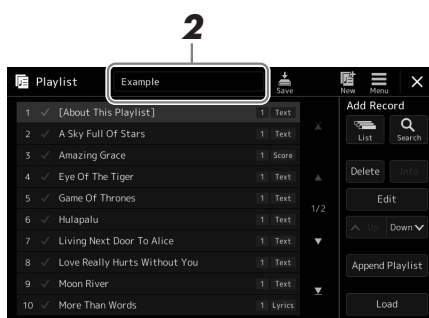 2
Playlist Example Save New Menu
1 [About This Playlist] 1 Text
2 A Sky Full Of Stars 1 Text
3 Amazing Grace 1 Score
4 Eye Of The Tiger 1 Text
5 Game Of Thrones 1 Text
6 Hulapalu 1 Text
7 Living Next Door To Alice 1 Text
8 Love Really Hurts Without You 1 Text
9 Moon River 1 Text
10 More Than Words 1 Lyrics
1/2
Add Record
List Search
Delete Info
Edit
Up Down
Append Playlist
Load